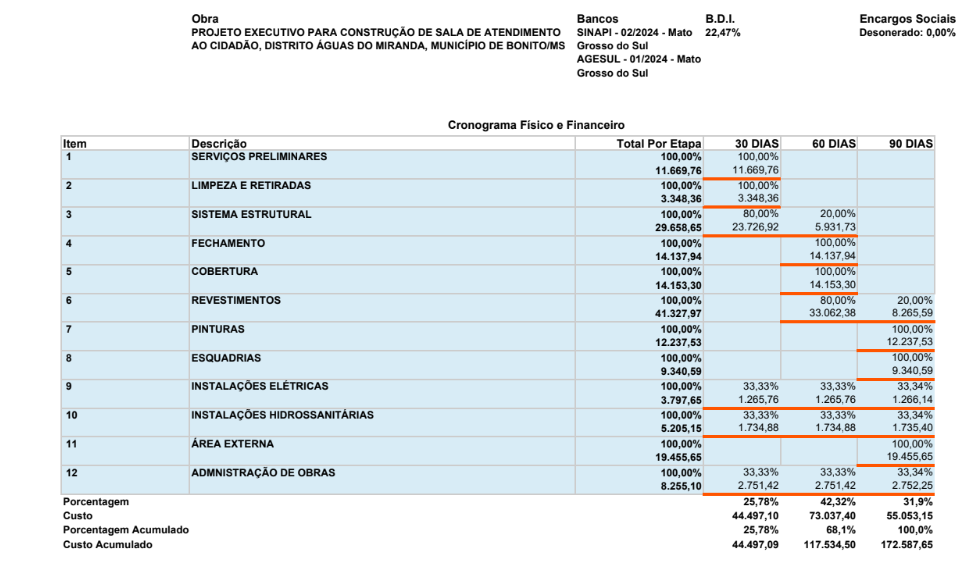 Obra Bancos B.D.I. Encargos Sociais
PROJETO EXECUTIVO PARA CONSTRUÇÃO DE SALA DE ATENDIMENTO SINAPI - 02/2024 - Mato 22,47% Desonerado: 0,00%
AO CIDADÃO, DISTRITO ÁGUAS DO MIRANDA, MUNICÍPIO DE BONITO/MS Grosso do Sul
AGESUL - 01/2024 - Mato
Grosso do Sul
Cronograma Físico e Financeiro
Item Descrição Total Por Etapa 30 DIAS 60 DIAS 90 DIAS
1 SERVIÇOS PRELIMINARES 100,00% 100,00%
11.669,76 11.669,76
2 LIMPEZA E RETIRADAS 100,00% 100,00%
3.348,36 3.348,36
3 SISTEMA ESTRUTURAL 100,00% 80,00% 20,00%
29.658,65 23.726,92 5.931,73
4 FECHAMENTO 100,00% 100,00%
14.137,94 14.137,94
5 COBERTURA 100,00% 100,00%
14.153,30 14.153,30
6 REVESTIMENTOS 100,00% 80,00% 20,00%
41.327,97 33.062,38 8.265,59
7 PINTURAS 100,00% 100,00%
12.237,53 12.237,53
8 ESQUADRIAS 100,00% 100,00%
9.340,59 9.340,59
9 INSTALAÇÕES ELÉTRICAS 100,00% 33,33% 33,33% 33,34%
3.797,65 1.265,76 1.265,76 1.266,14
10 INSTALAÇÕES HIDROSSANITÁRIAS 100,00% 33,33% 33,33% 33,34%
5.205,15 1.734,88 1.734,88 1.735,40
11 ÁREA EXTERNA 100,00% 100,00%
19.455,65 19.455,65
12 ADMNISTRAÇÃO DE OBRAS 100,00% 33,33% 33,33% 33,34%
8.255,10 2.751,42 2.751,42 2.752,25
Porcentagem 25,78% 42,32% 31,9%
Custo 44.497,10 73.037,40 55.053,15
Porcentagem Acumulado 25,78% 68,1% 100,0%
Custo Acumulado 44.497,09 117.534,50 172.587,65